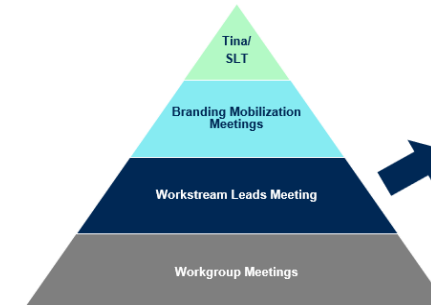 Tina/
SLT
Branding Mobilization
Meetings
Workstream Leads Meeting
Workgroup Meetings